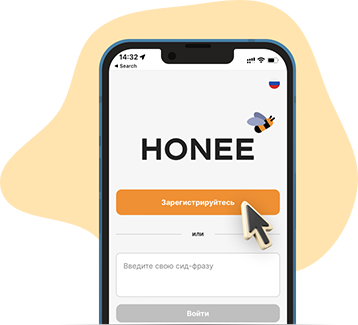 14:32
Search
HONEE
Зарегистрируйтесь
или
Введите свою сид-фразу
Войти